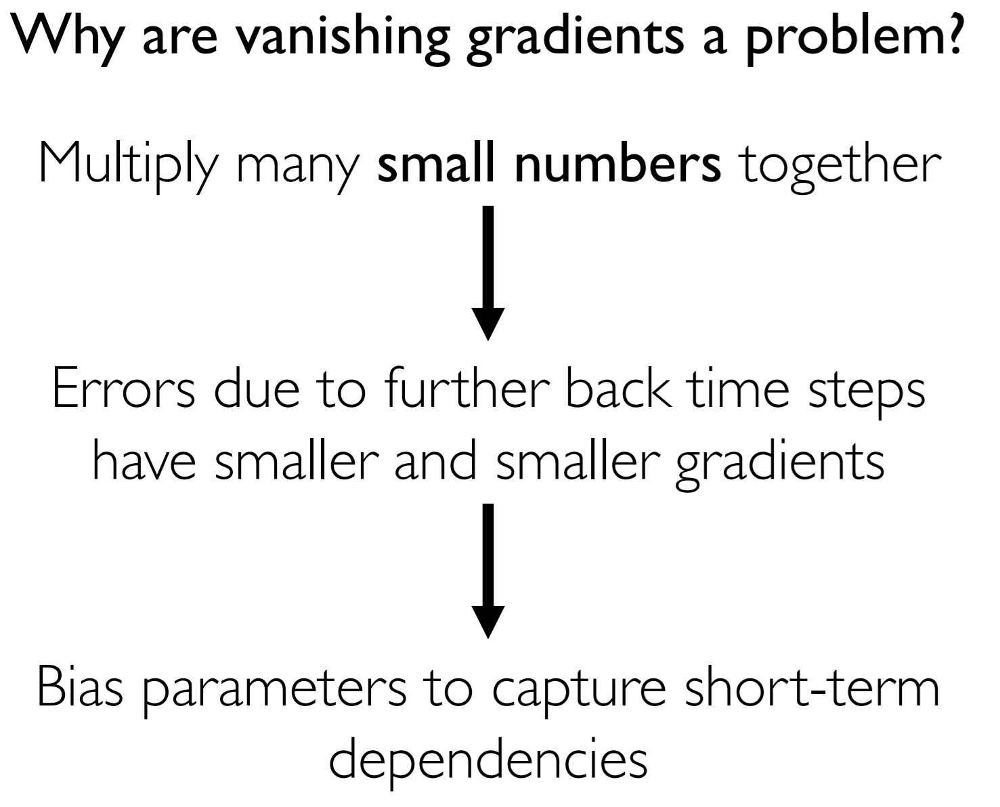 Why are vanishing gradients a problem?
Multiply many small numbers together
Errors due to further back time steps
have smaller and smaller gradients
Bias parameters to capture short-term
dependencies